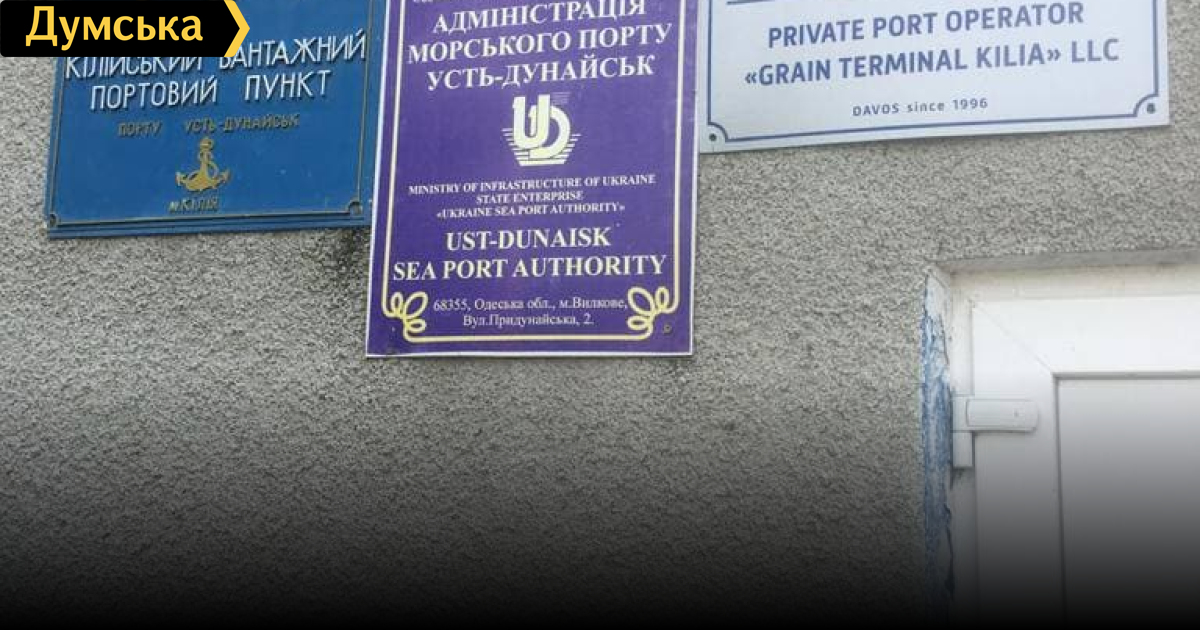 Думська
КІЛІЙСЬКИЙ ВАНТАЖНИЙ
ПОРТОВИЙ ПУНКТ
ПОРТУ УСТЬ-ДУНАЙСЬК
м.КІЛІЯ
АДМІНІСТРАЦІЯ
МОРСЬКОГО ПОРТУ
УСТЬ-ДУНАЙСЬК
MINISTRY OF INFRASTRUCTURE OF UKRAINE
STATE ENTERPRISE
«UKRAINE SEA PORT AUTHORITY»
UST-DUNAISK
SEA PORT AUTHORITY
68355, Одеська обл., м.Вилкове,
Вул.Придунайська, 2.
PRIVATE PORT OPERATOR
«GRAIN TERMINAL KILIA» LLC
DAVOS since 1996